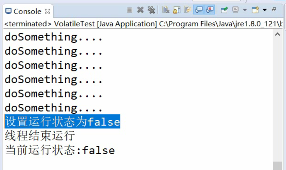 Console
<terminated> VolatileTest [Java Application] C:\Program Files\Java\jre1.8.0_121\b
doSomething....
doSomething....
doSomething....
doSomething....
doSomething....
设置运行状态为false
线程结束运行
当前运行状态:false